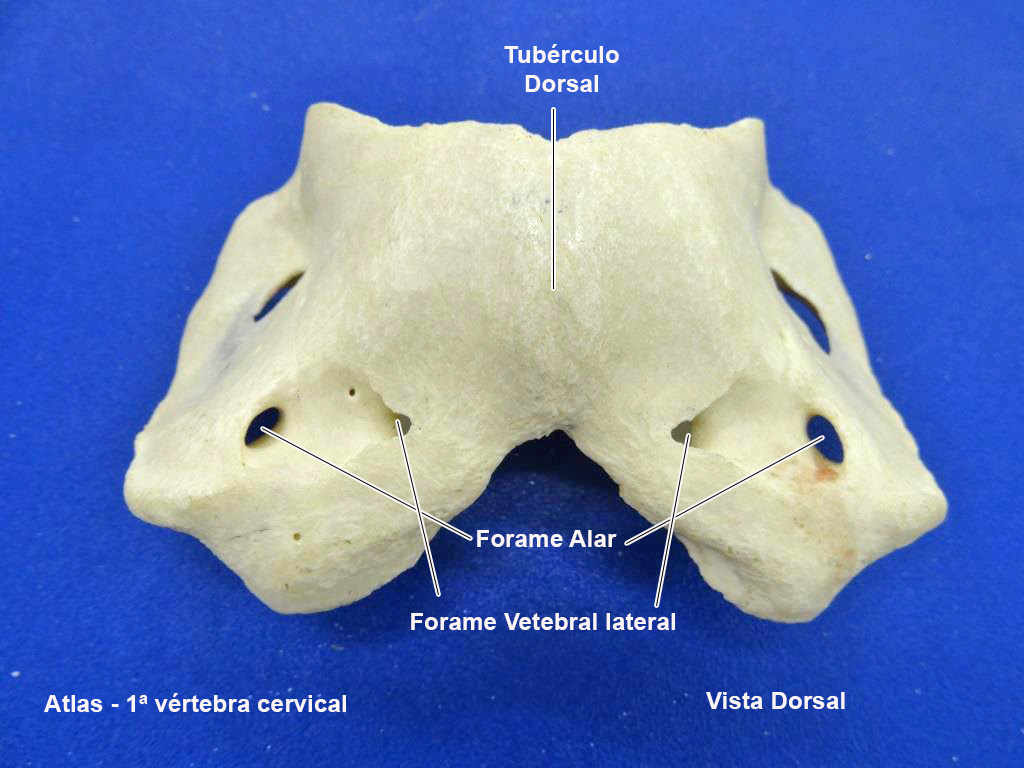 Tubérculo
Dorsal
Forame Alar
Forame Vetebral lateral
Atlas - 1ª vértebra cervical
Vista Dorsal